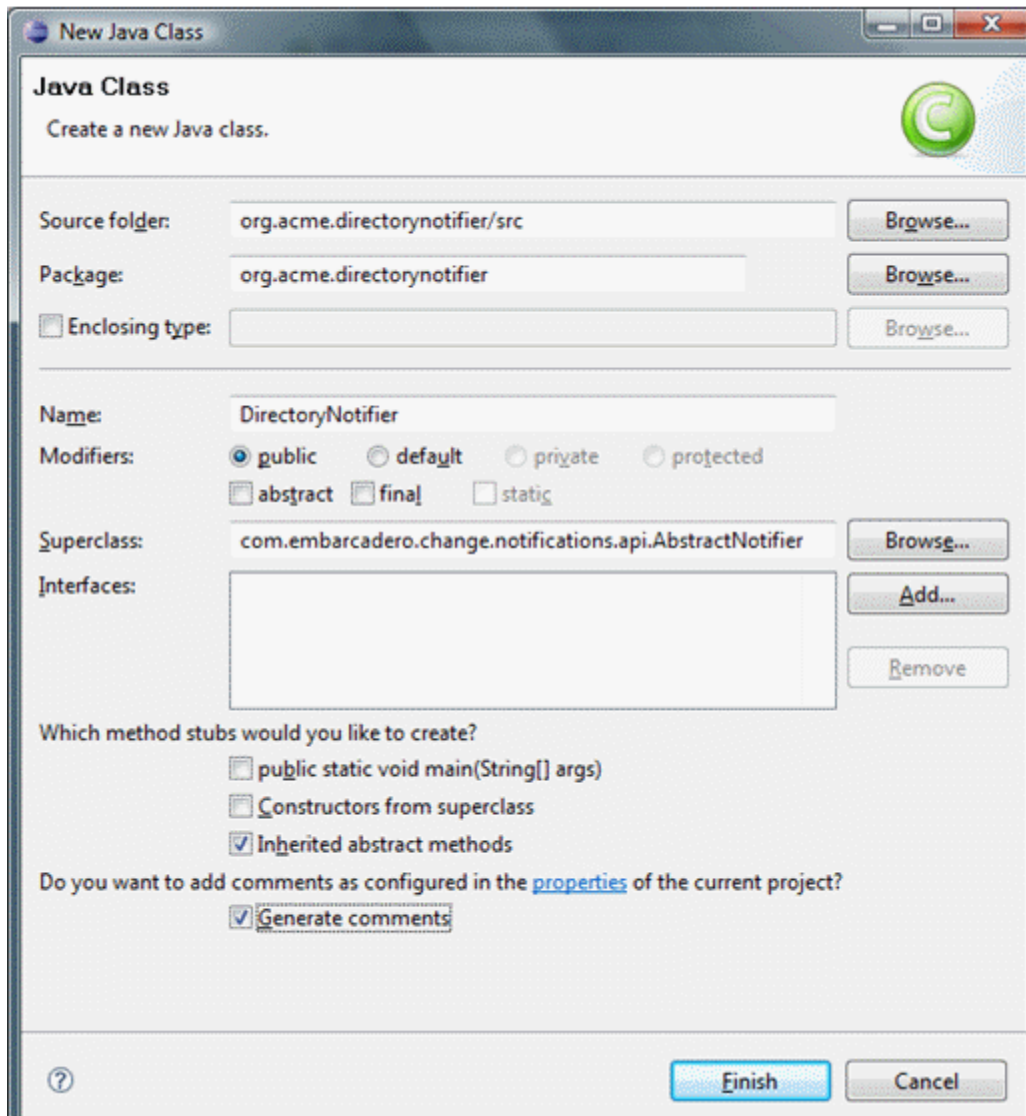 New Java Class
Java Class
Create a new Java class.
C
Source folder: org.acme.directorynotifier/src Browse...
Package: org.acme.directorynotifier Browse...
Enclosing type: Browse...
Name: DirectoryNotifier
Modifiers: public default private protected
abstract final static
Superclass: com.embarcadero.change.notifications.api.AbstractNotifier Browse...
Interfaces: Add...
Remove
Which method stubs would you like to create?
public static void main(String[] args)
Constructors from superclass
Inherited abstract methods
Do you want to add comments as configured in the properties of the current project?
Generate comments
? Finish Cancel